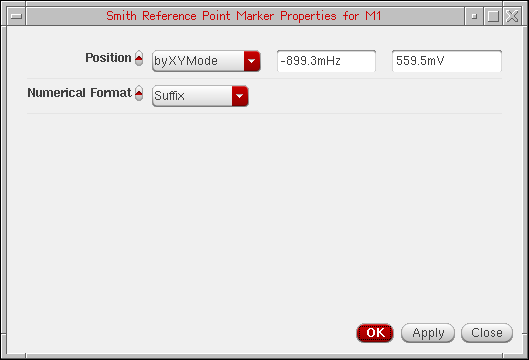 Smith Reference Point Marker Properties for M1
Position byXYMode -899.3mHz 559.5mV
Numerical Format Suffix
OK Apply Close